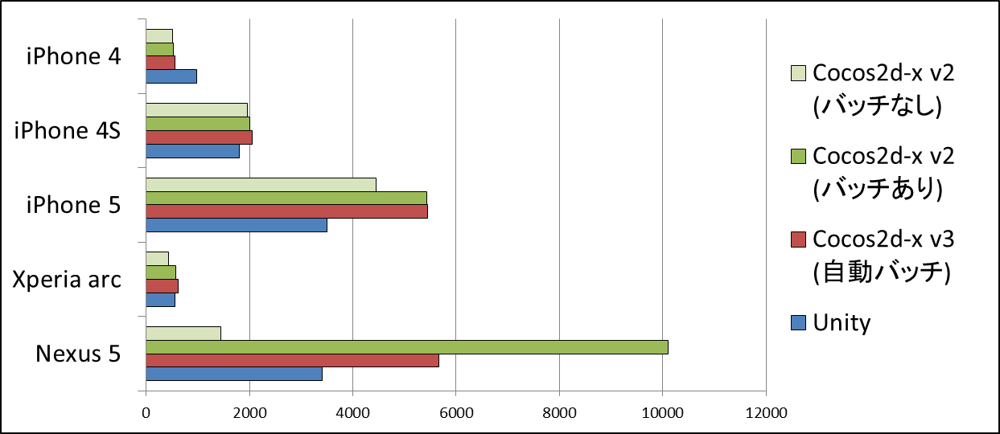 iPhone 4
iPhone 4S
iPhone 5
Xperia arc
Nexus 5
0 2000 4000 6000 8000 10000 12000
Cocos2d-x v2
(バッチなし)
Cocos2d-x v2
(バッチあり)
Cocos2d-x v3
(自動バッチ)
Unity